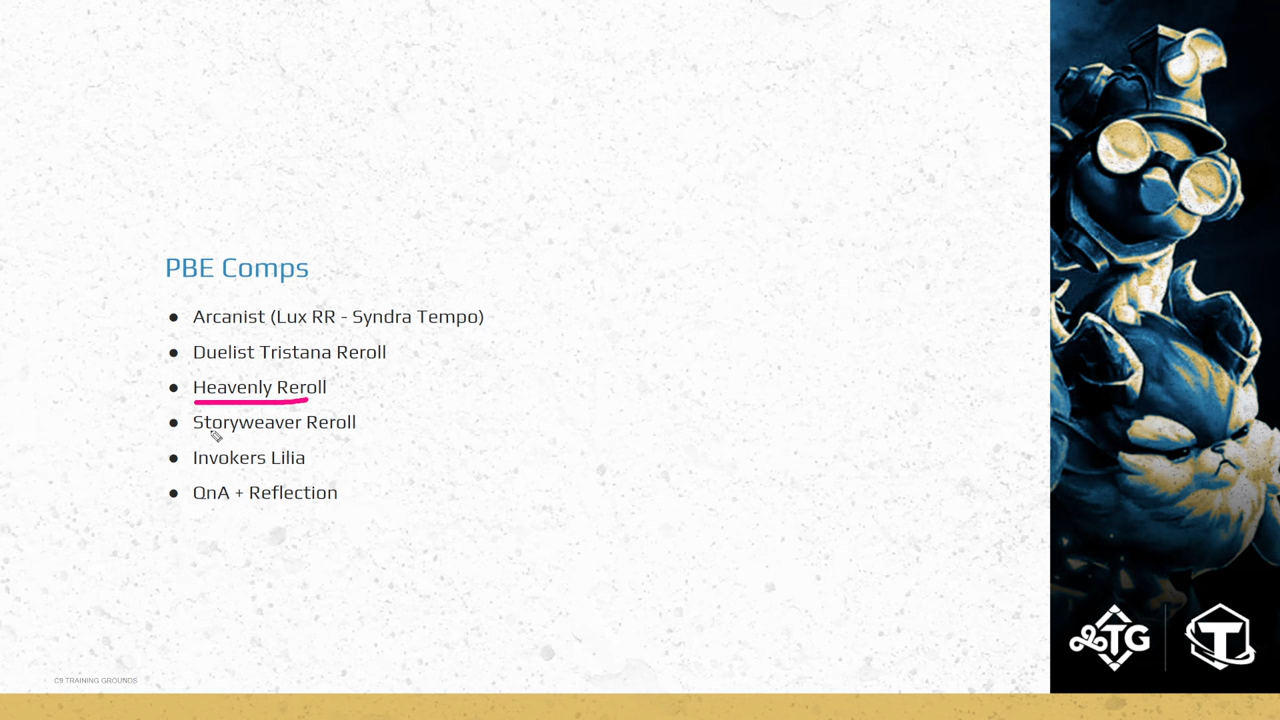 PBE Comps
● Arcanist (Lux RR - Syndra Tempo)
● Duelist Tristana Reroll
● Heavenly Reroll
● Storyweaver Reroll
● Invokers Lilia
● QnA + Reflection
TG
T
C9 TRAINING GROUNDS